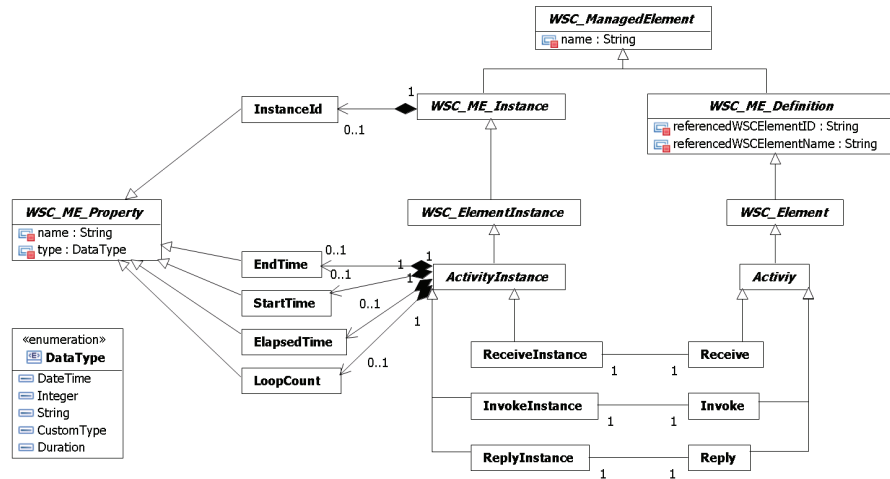 WSC_ManagedElement
name : String
InstanceId
0..1
1
WSC_ME_Instance
WSC_ME_Definition
referencedWSCElementID : String
referencedWSCElementName : String
WSC_ME_Property
name : String
type : DataType
WSC_ElementInstance
WSC_Element
EndTime
0..1
1
ActivityInstance
Activiy
StartTime
0..1
1
ElapsedTime
0..1
1
LoopCount
0..1
1
ReceiveInstance
1
1
Receive
InvokeInstance
1
1
Invoke
ReplyInstance
1
1
Reply
«enumeration»
E DataType
DateTime
Integer
String
CustomType
Duration